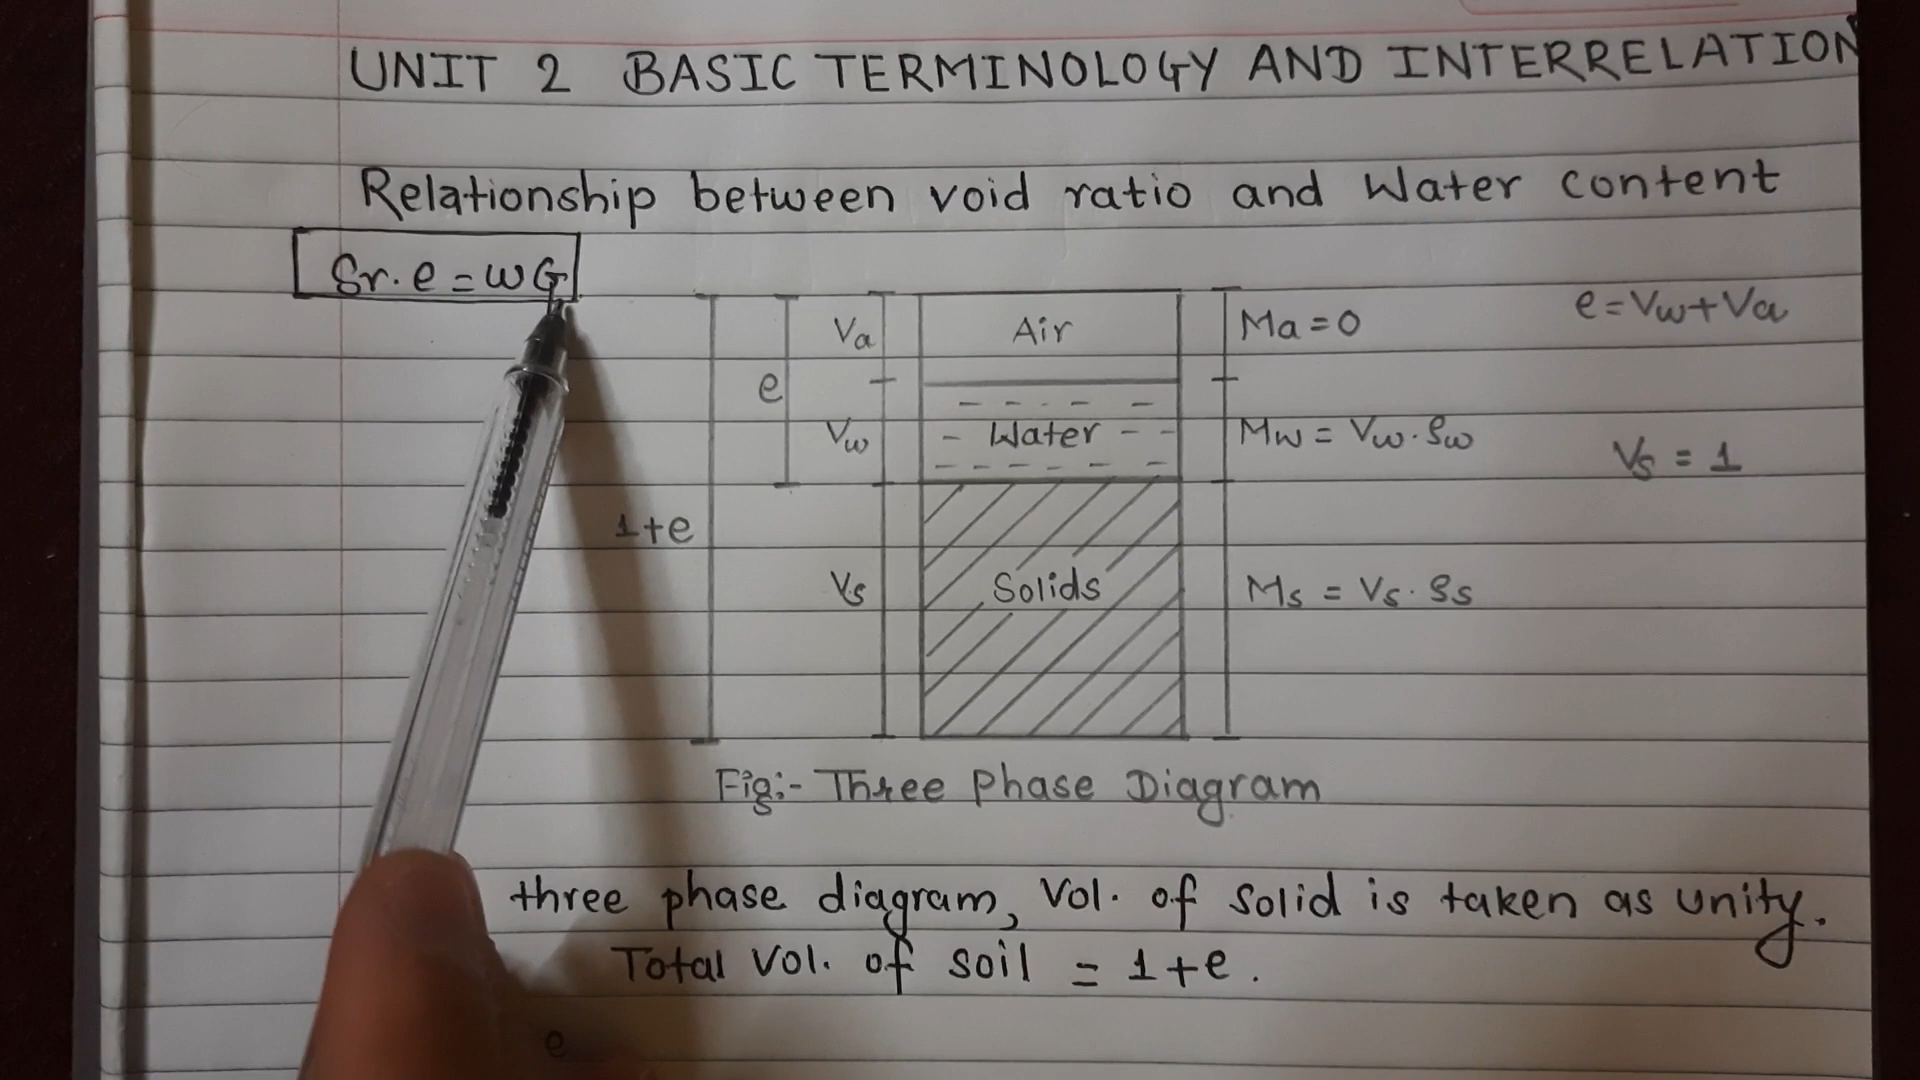 UNIT 2 BASIC TERMINOLOGY AND INTERRELATION
Relationship between void ratio and Water content
Sr. e = wG
e = Vw + Va
Va
Air
Ma = 0
e
Vw
Water
Mw = Vw · ρw
Vs = 1
1+e
Vs
Solids
Ms = Vs · ρs
Fig:- Three Phase Diagram
three phase diagram, Vol. of solid is taken as unity.
Total Vol. of soil = 1+e.
e